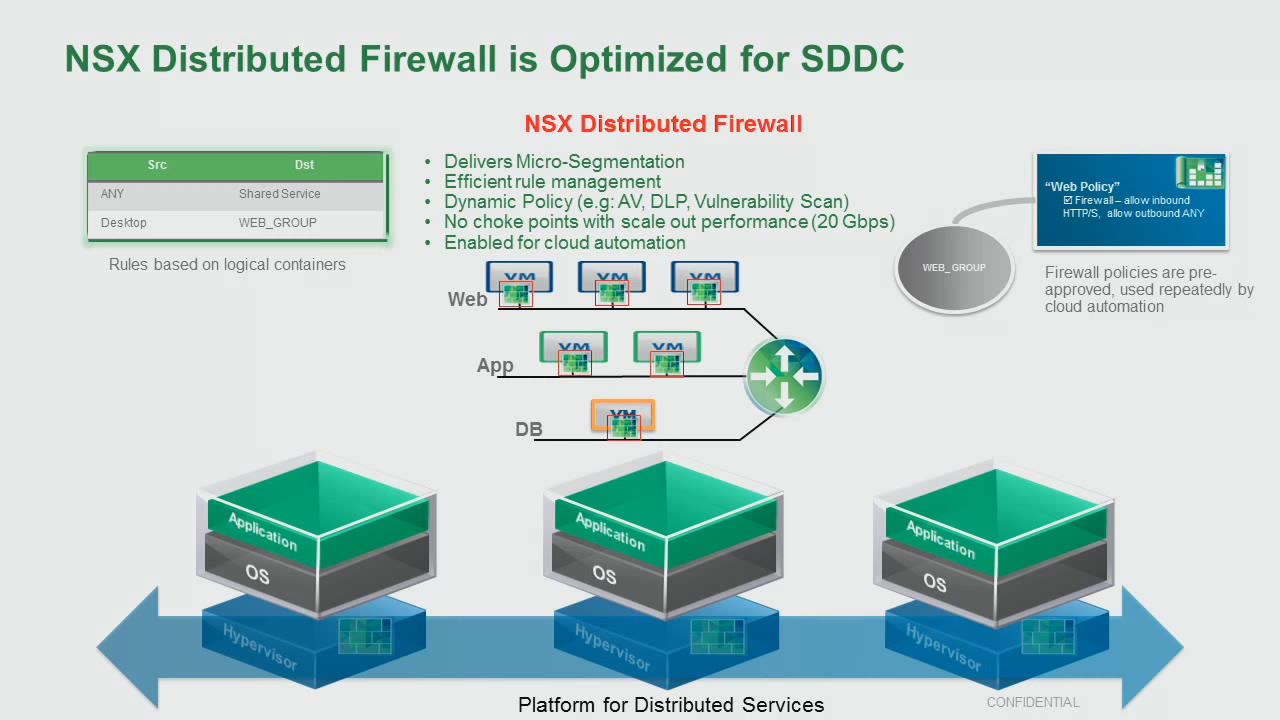 NSX Distributed Firewall is Optimized for SDDC
NSX Distributed Firewall
Src Dst
ANY Shared Service
Desktop WEB_GROUP
Rules based on logical containers
• Delivers Micro-Segmentation
• Efficient rule management
• Dynamic Policy (e.g: AV, DLP, Vulnerability Scan)
• No choke points with scale out performance (20 Gbps)
• Enabled for cloud automation
“Web Policy”
☑ Firewall – allow inbound
HTTP/S, allow outbound ANY
WEB_GROUP
Firewall policies are pre-
approved, used repeatedly by
cloud automation
VM VM VM
Web
VM VM
App
VM
DB
Application Application Application
OS OS OS
Hypervisor Hypervisor Hypervisor
Platform for Distributed Services
CONFIDENTIAL